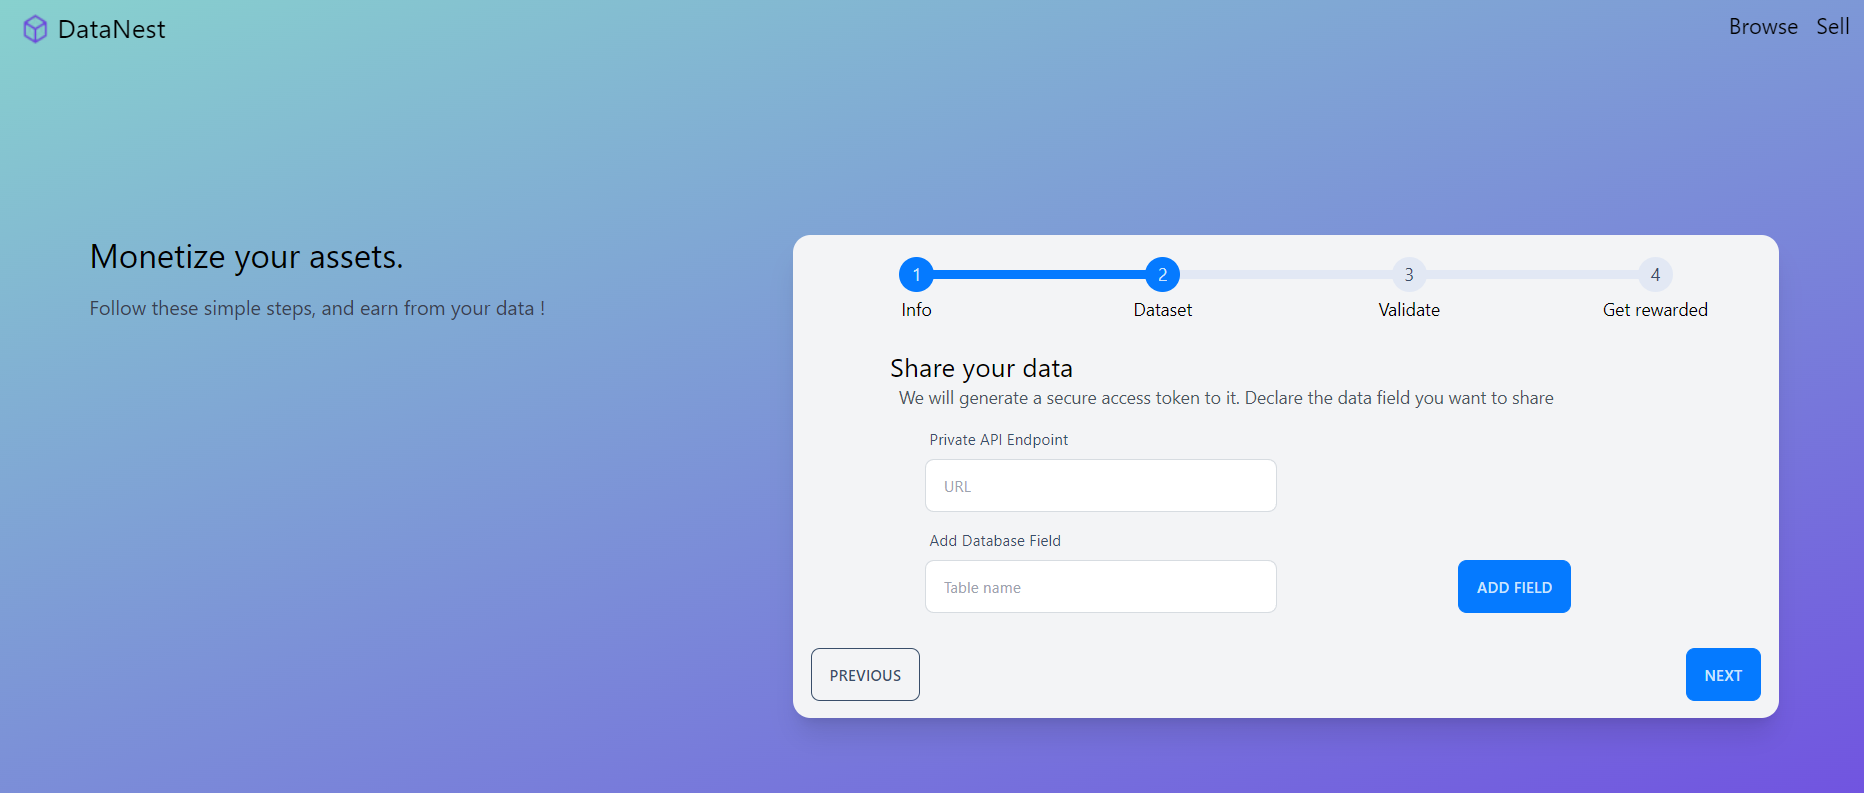 DataNest
Browse Sell
Monetize your assets.
Follow these simple steps, and earn from your data !
1 2 3 4
Info Dataset Validate Get rewarded
Share your data
We will generate a secure access token to it. Declare the data field you want to share
Private API Endpoint
URL
Add Database Field
Table name
ADD FIELD
PREVIOUS
NEXT